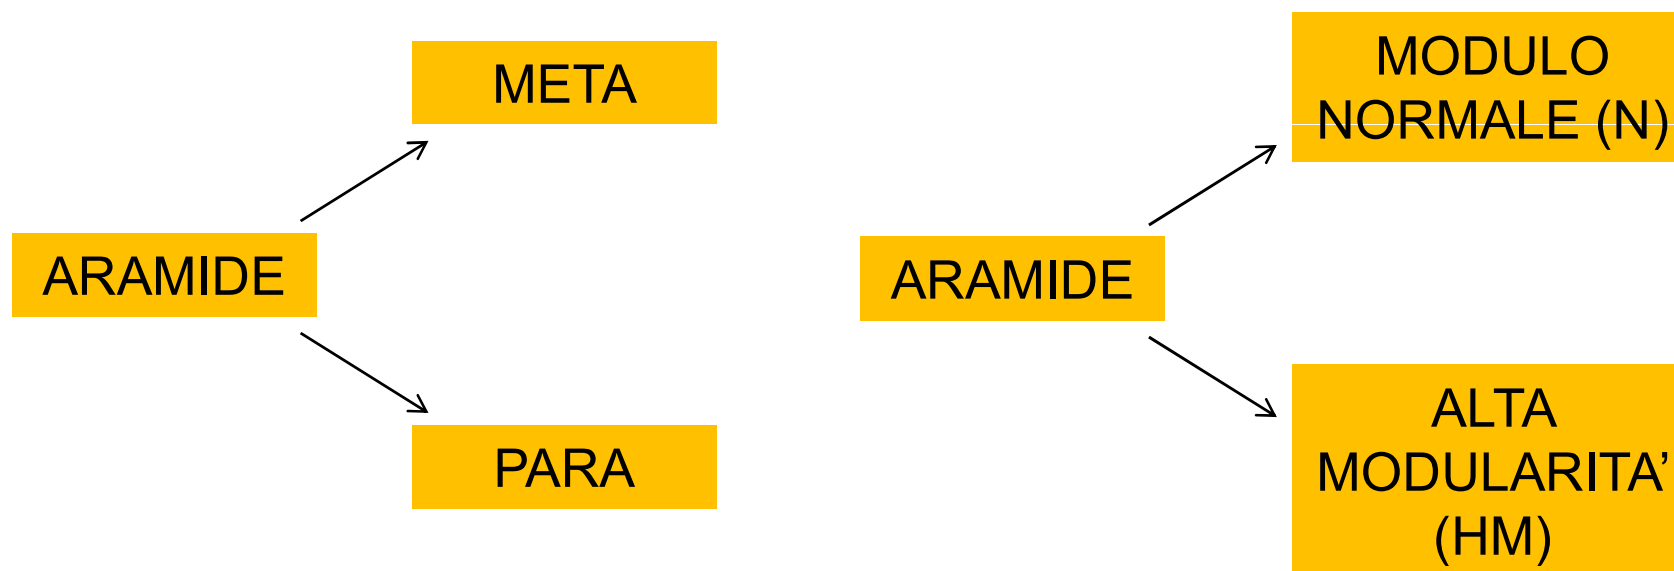 META
ARAMIDE
PARA
MODULO
NORMALE (N)
ARAMIDE
ALTA
MODULARITA’
(HM)